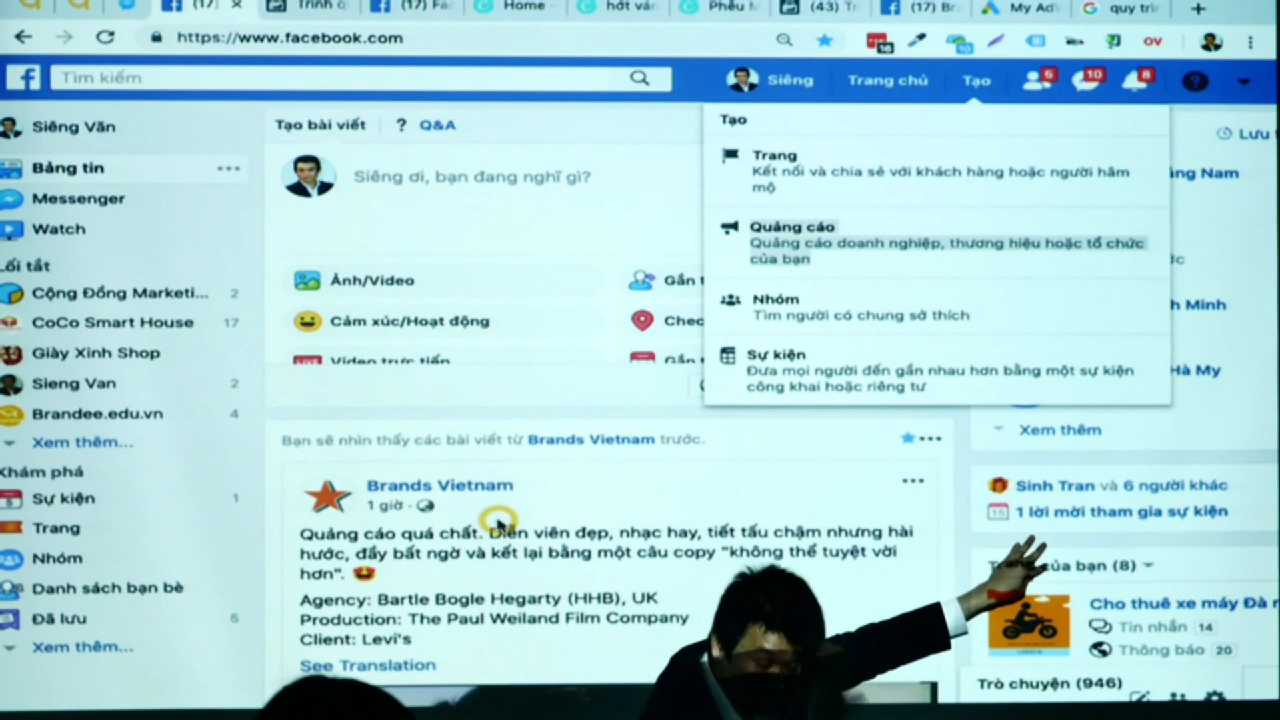 (17)
Trình q
(17) Fa
Home
hớt vá
Phễu M
(43) Tr
(17) Br
My Ad
quy trì
https://www.facebook.com
16
10
OV
Tìm kiếm
Siêng
Trang chủ
Tạo
6
10
8
Siêng Văn
Bảng tin
Messenger
Watch
Lối tắt
Cộng Đồng Marketi... 2
CoCo Smart House 17
Giày Xinh Shop
Sieng Van 2
Brandee.edu.vn 4
Xem thêm...
Khám phá
Sự kiện 1
Trang
Nhóm
Danh sách bạn bè
Đã lưu 5
Xem thêm...
Tạo bài viết
? Q&A
Siêng ơi, bạn đang nghĩ gì?
Ảnh/Video
Gắn t
Cảm xúc/Hoạt động
Chec
LIVE Video trực tiếp
Gắn t
Tạo
Trang
Kết nối và chia sẻ với khách hàng hoặc người hâm
mộ
Quảng cáo
Quảng cáo doanh nghiệp, thương hiệu hoặc tổ chức
của bạn
Nhóm
Tìm người có chung sở thích
Sự kiện
Đưa mọi người đến gần nhau hơn bằng một sự kiện
công khai hoặc riêng tư
Bạn sẽ nhìn thấy các bài viết từ Brands Vietnam trước.
Brands Vietnam
1 giờ ·
Quảng cáo quá chất. Diễn viên đẹp, nhạc hay, tiết tấu chậm nhưng hài
hước, đầy bất ngờ và kết lại bằng một câu copy "không thể tuyệt vời
hơn".
Agency: Bartle Bogle Hegarty (HHB), UK
Production: The Paul Weiland Film Company
Client: Levi's
See Translation
Lưu t
ng Nam
h Minh
Hà My
Xem thêm
Sinh Tran và 6 người khác
1 lời mời tham gia sự kiện
Trang của bạn (8)
Cho thuê xe máy Đà
Tin nhắn 14
Thông báo 20
Trò chuyện (946)